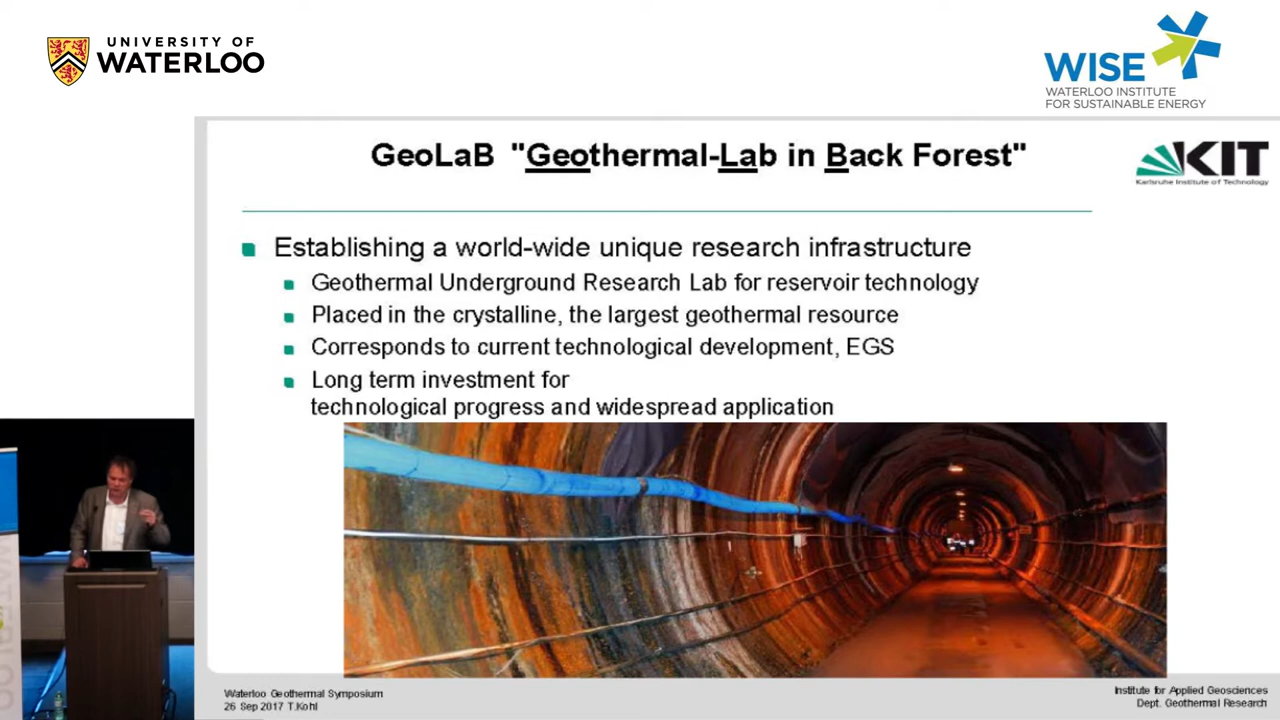 UNIVERSITY OF
WATERLOO
WISE
WATERLOO INSTITUTE
FOR SUSTAINABLE ENERGY
GeoLaB "Geothermal-Lab in Back Forest"
KIT
Karlsruhe Institute of Technology
Establishing a world-wide unique research infrastructure
Geothermal Underground Research Lab for reservoir technology
Placed in the crystalline, the largest geothermal resource
Corresponds to current technological development, EGS
Long term investment for
technological progress and widespread application
Waterloo Geothermal Symposium
26 Sep 2017 T.Kohl
Institute for Applied Geosciences
Dept. Geothermal Research